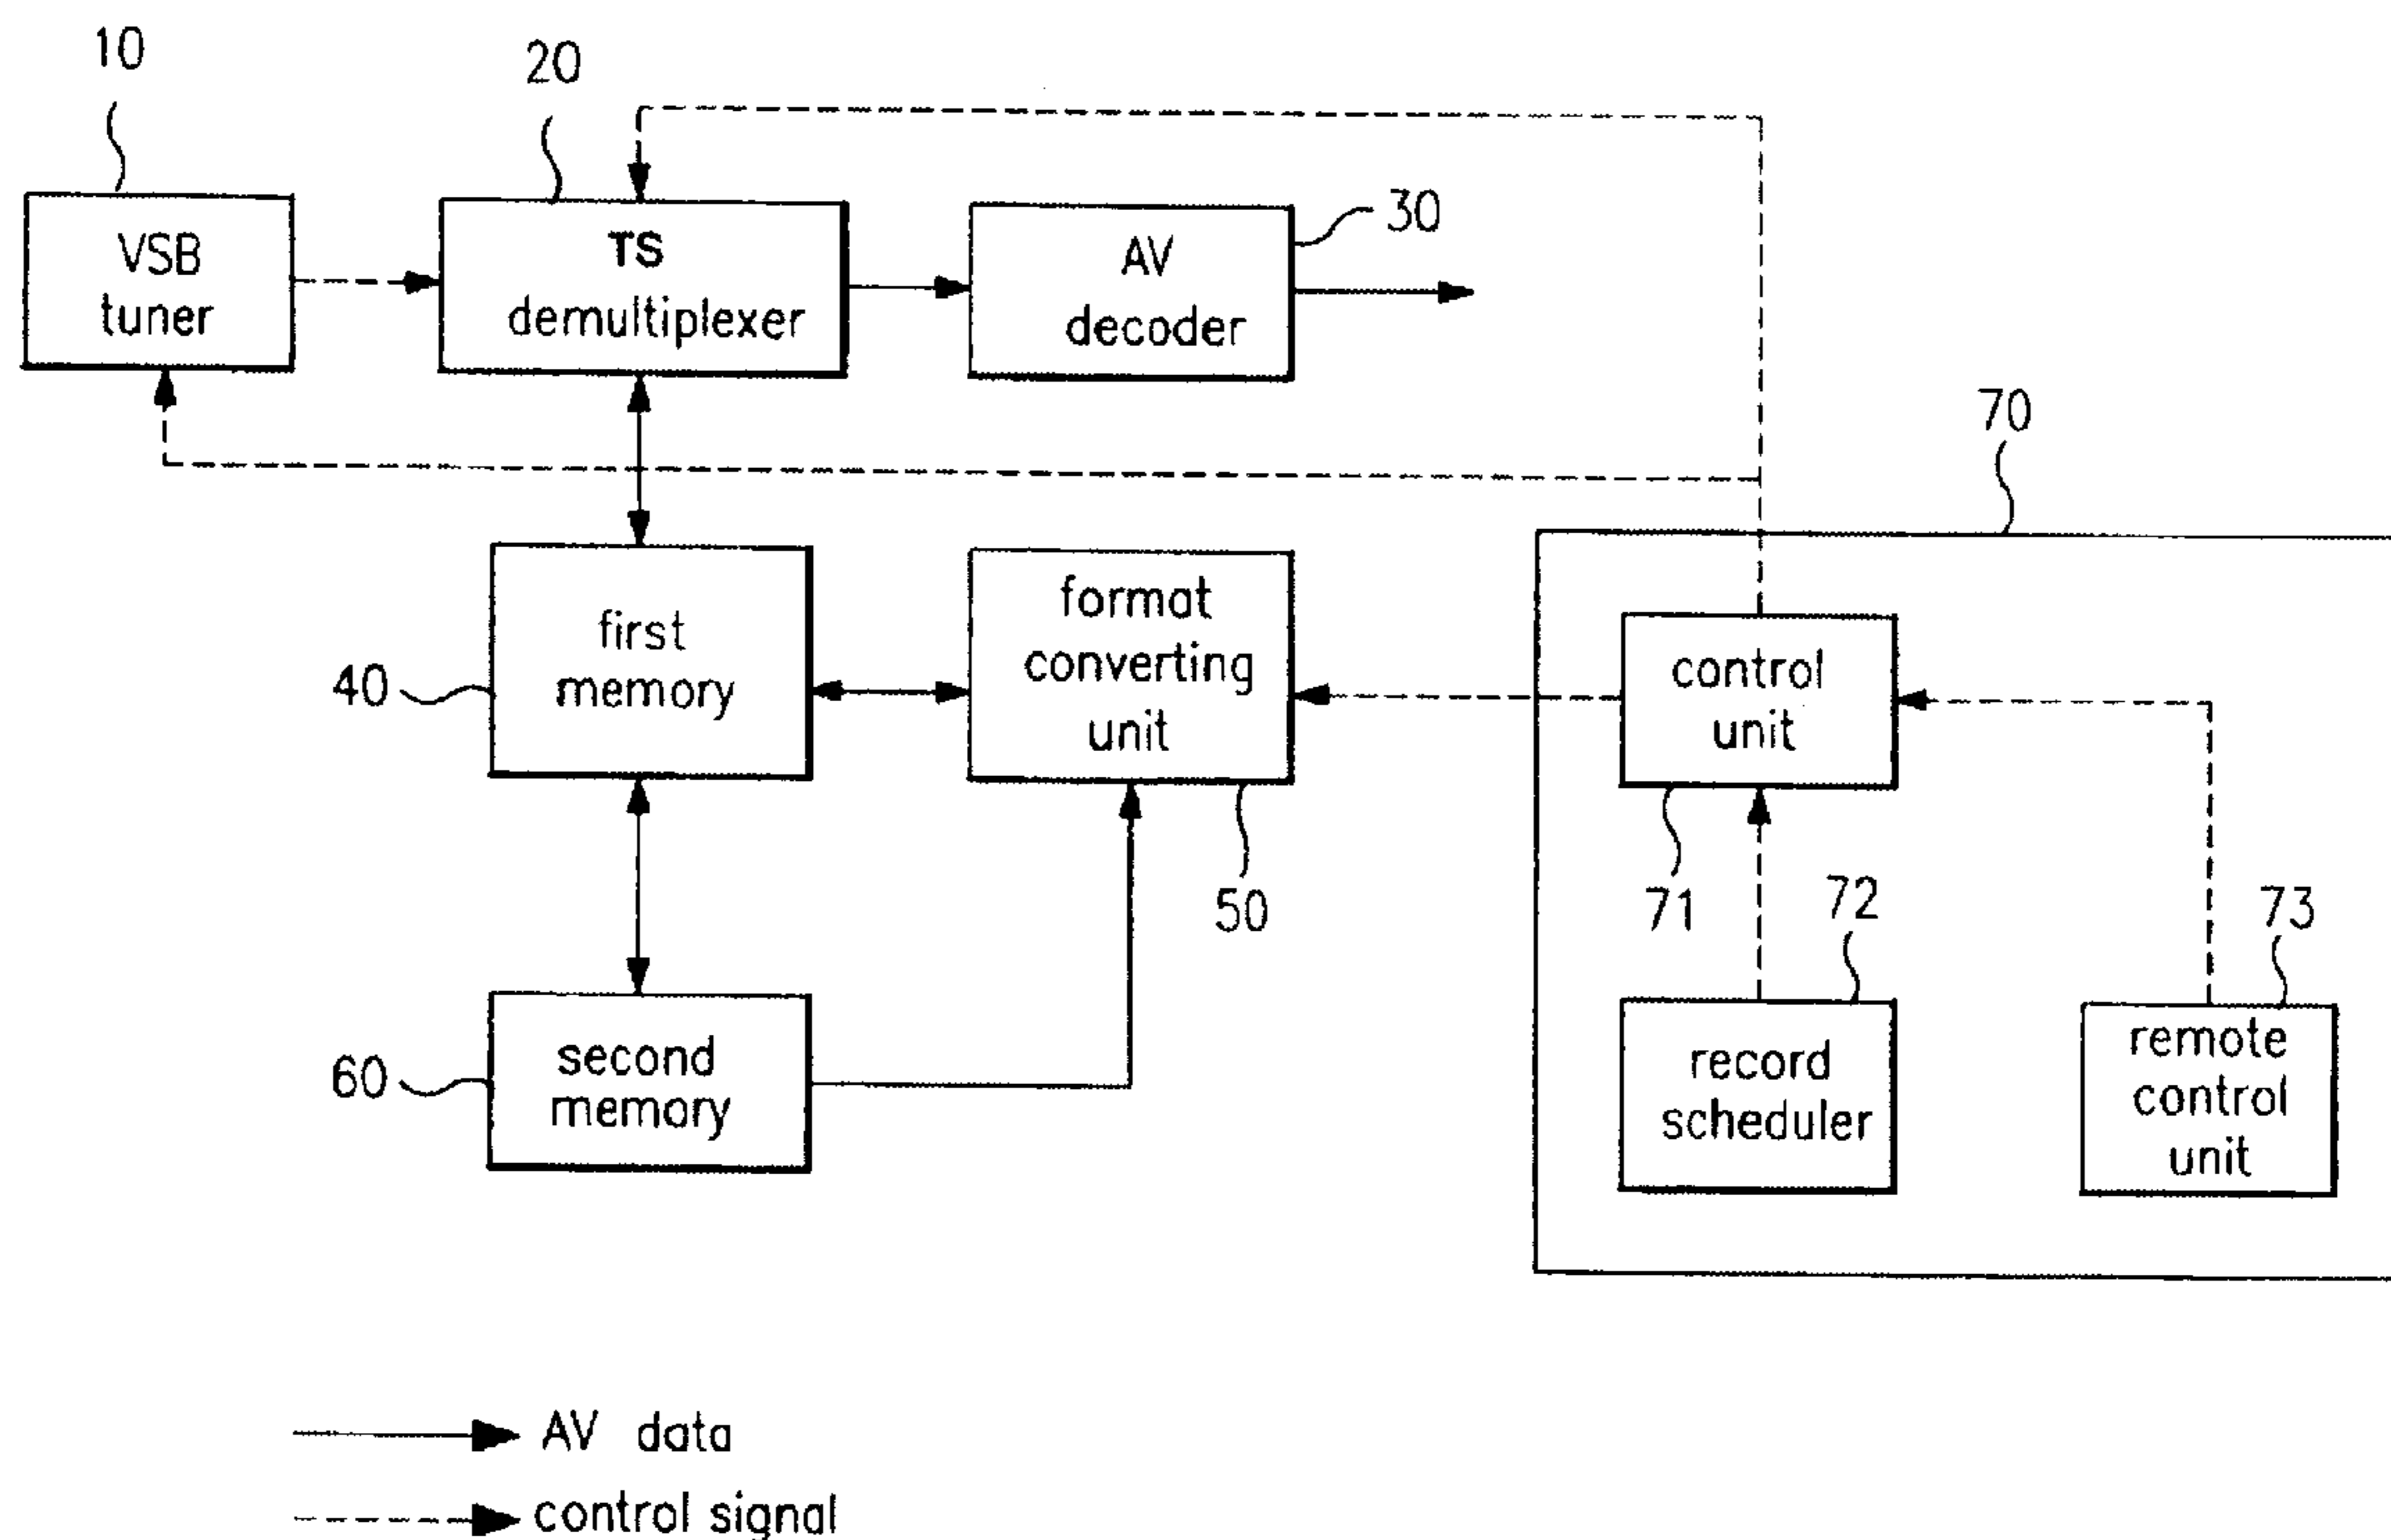 10
20
VSB
tuner
TS
demultiplexer
AV
decoder
30
70
first
memory
40
format
converting
unit
50
control
unit
71
72
73
second
memory
60
record
scheduler
remote
control
unit
AV data
control signal